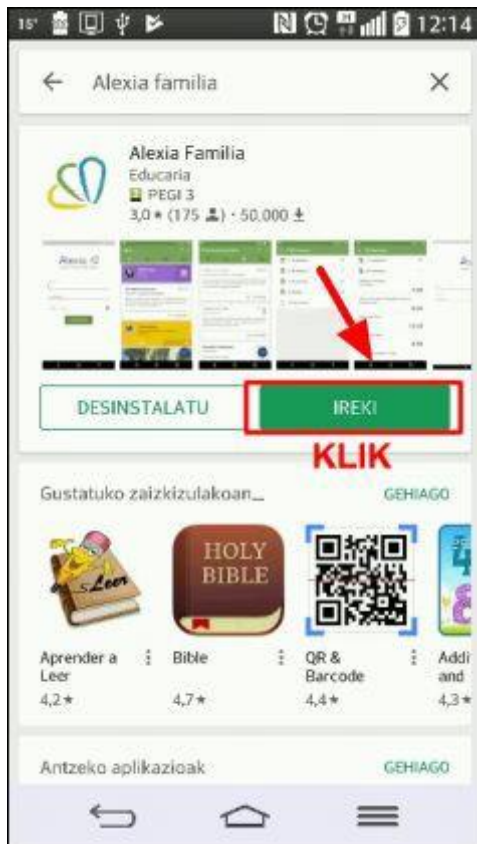 15°
12:14
Alexia familia
Alexia Familia
Educaria
PEGI 3
3,0 ★ (175) · 50.000
DESINSTALATU
IREKI
KLIK
Gustatuko zaizkizulakoan...
GEHIAGO
Leer
HOLY
BIBLE
Aprender a
Leer
4,2★
Bible
4,7★
QR &
Barcode
4,4★
Addi
and
4,3★
Antzeko aplikazioak
GEHIAGO